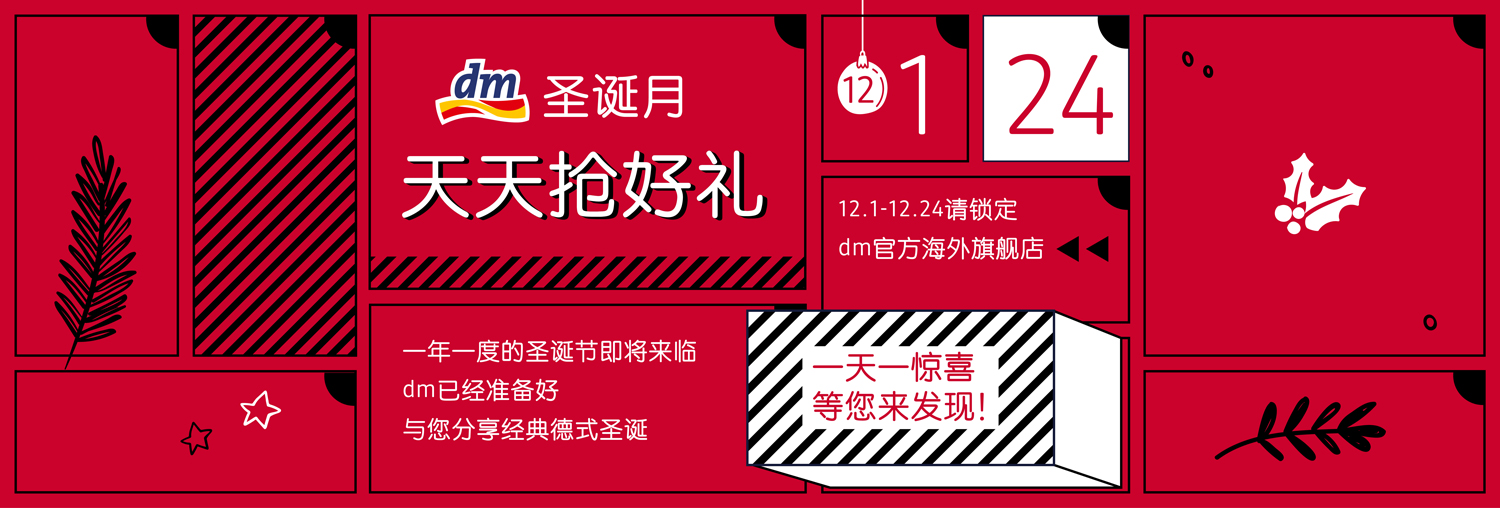 dm 圣诞月
天天抢好礼
12
1
24
12.1-12.24请锁定
dm官方海外旗舰店
一年一度的圣诞节即将来临
dm已经准备好
与您分享经典德式圣诞
一天一惊喜
等您来发现!